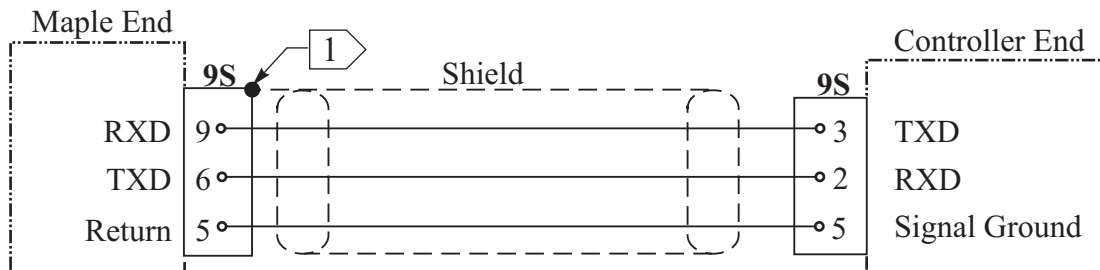 Maple End
1
Controller End
9S
Shield
9S
RXD 9 3 TXD
TXD 6 2 RXD
Return 5 5 Signal Ground